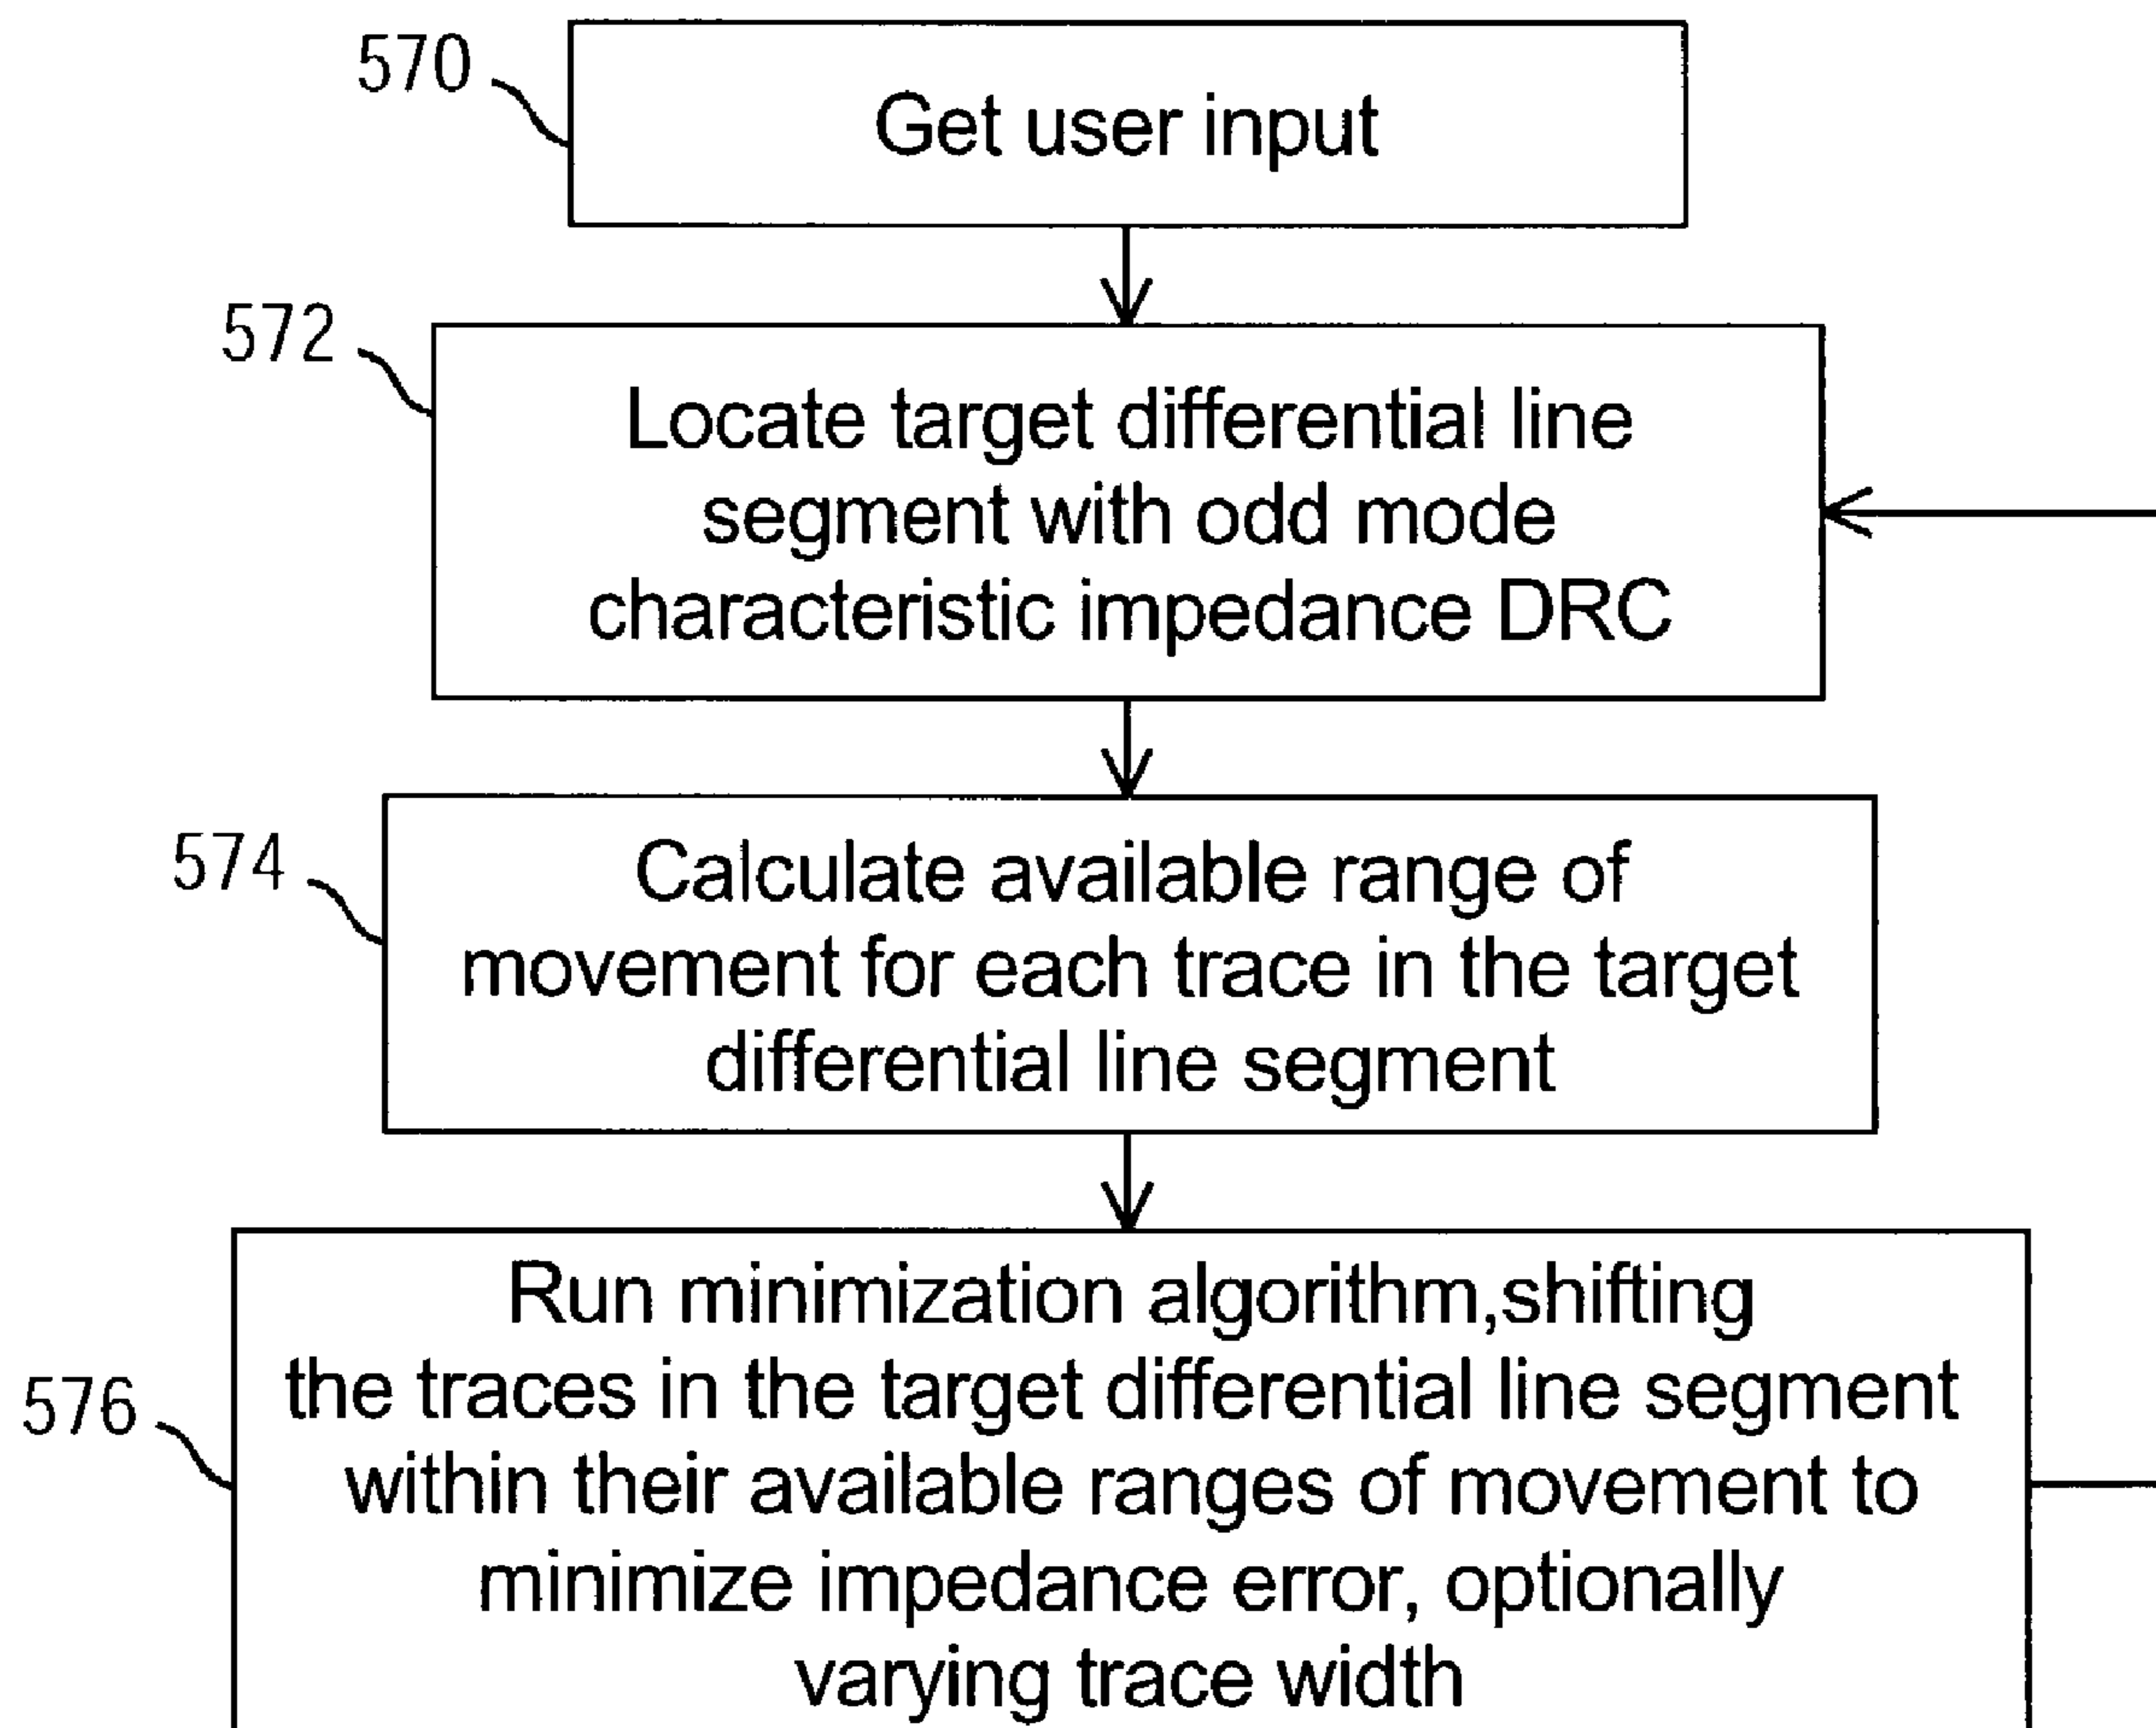 570
Get user input
572
Locate target differential line
segment with odd mode
characteristic impedance DRC
574
Calculate available range of
movement for each trace in the target
differential line segment
576
Run minimization algorithm,shifting
the traces in the target differential line segment
within their available ranges of movement to
minimize impedance error, optionally
varying trace width